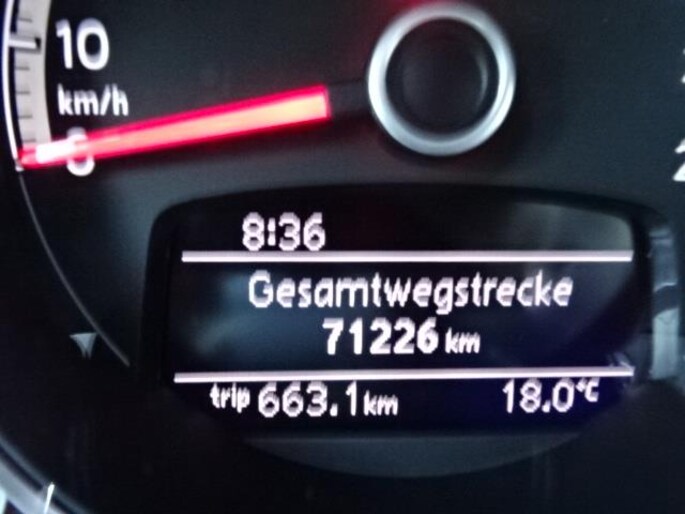 10
km/h
0
8:36
Gesamtwegstrecke
71226 km
trip 663.1 km 18.0°C